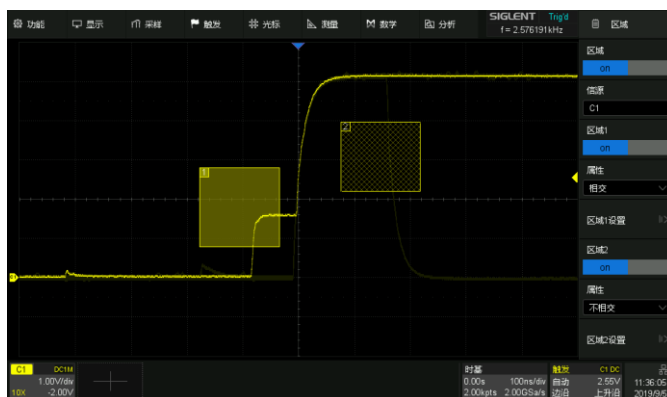 功能 显示 采样 触发 光标 测量 数学 分析
SIGLENT Trig'd
f = 2.576191kHz
区域
区域
on
信源
C1
区域1
on
属性
相交
区域1设置
区域2
on
属性
不相交
区域2设置
1
2
C1 DC1M
1.00V/div
10X -2.00V
时基
0.00s 100ns/div
2.00kpts 2.00GSa/s
触发 C1 DC
自动 2.55V
边沿 上升沿
11:36:05